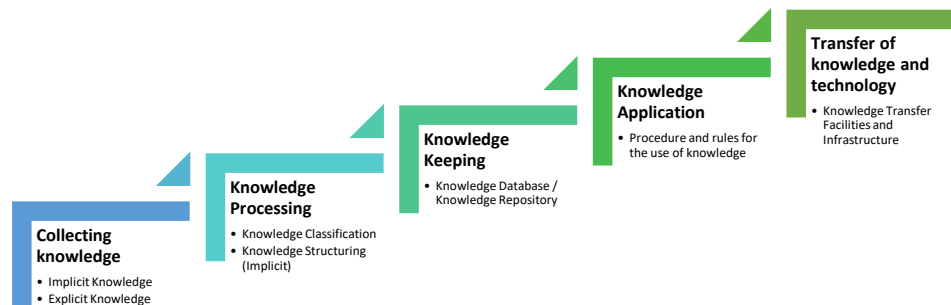 Collecting
knowledge
• Implicit Knowledge
• Explicit Knowledge
Knowledge
Processing
• Knowledge Classification
• Knowledge Structuring
(Implicit)
Knowledge
Keeping
• Knowledge Database /
Knowledge Repository
Knowledge
Application
• Procedure and rules for
the use of knowledge
Transfer of
knowledge and
technology
• Knowledge Transfer
Facilities and
Infrastructure